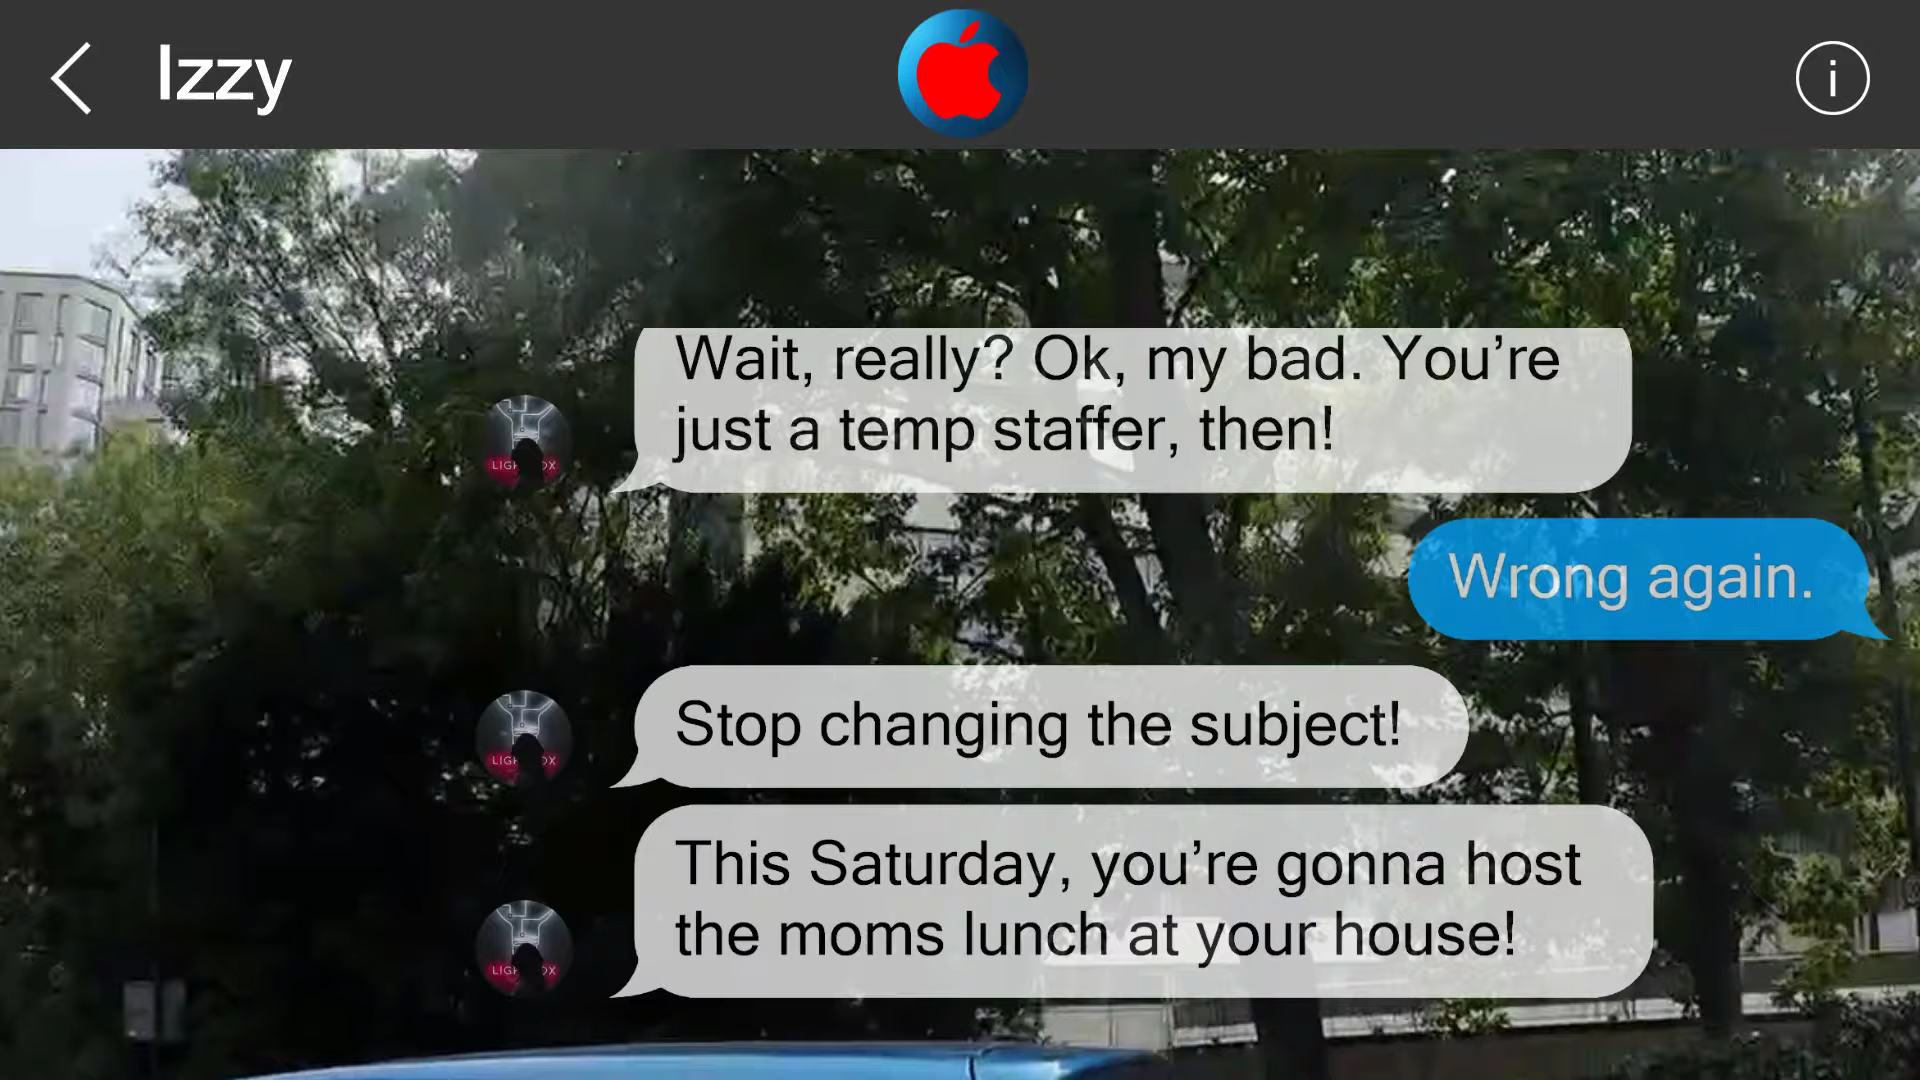 Izzy
i
Wait, really? Ok, my bad. You’re
just a temp staffer, then!
Wrong again.
Stop changing the subject!
This Saturday, you’re gonna host
the moms lunch at your house!